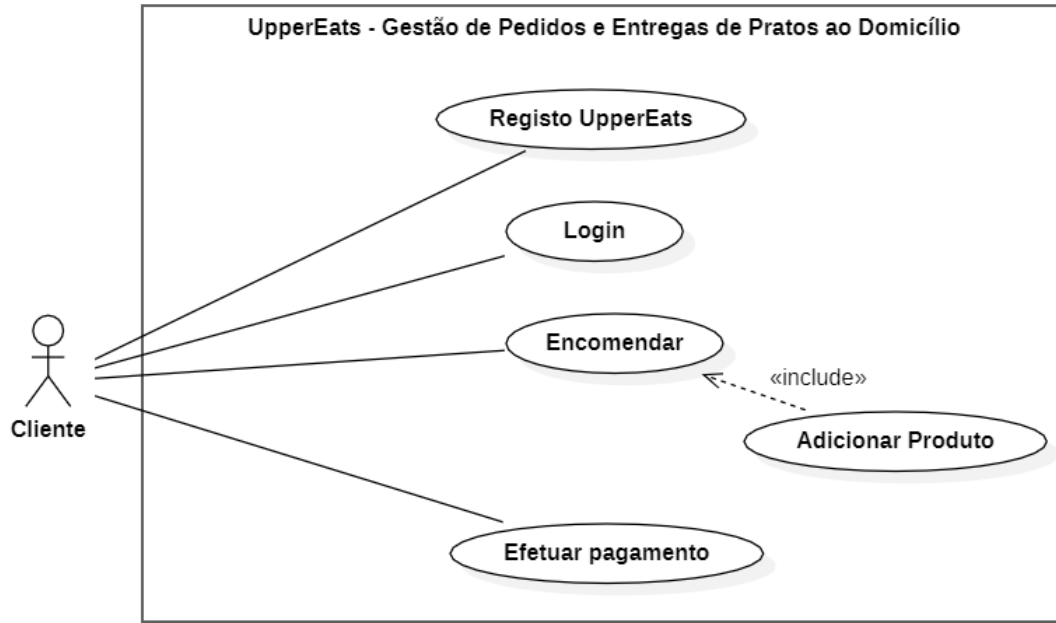 UpperEats - Gestão de Pedidos e Entregas de Pratos ao Domicílio
Registo UpperEats
Login
Encomendar
«include»
Cliente
Adicionar Produto
Efetuar pagamento